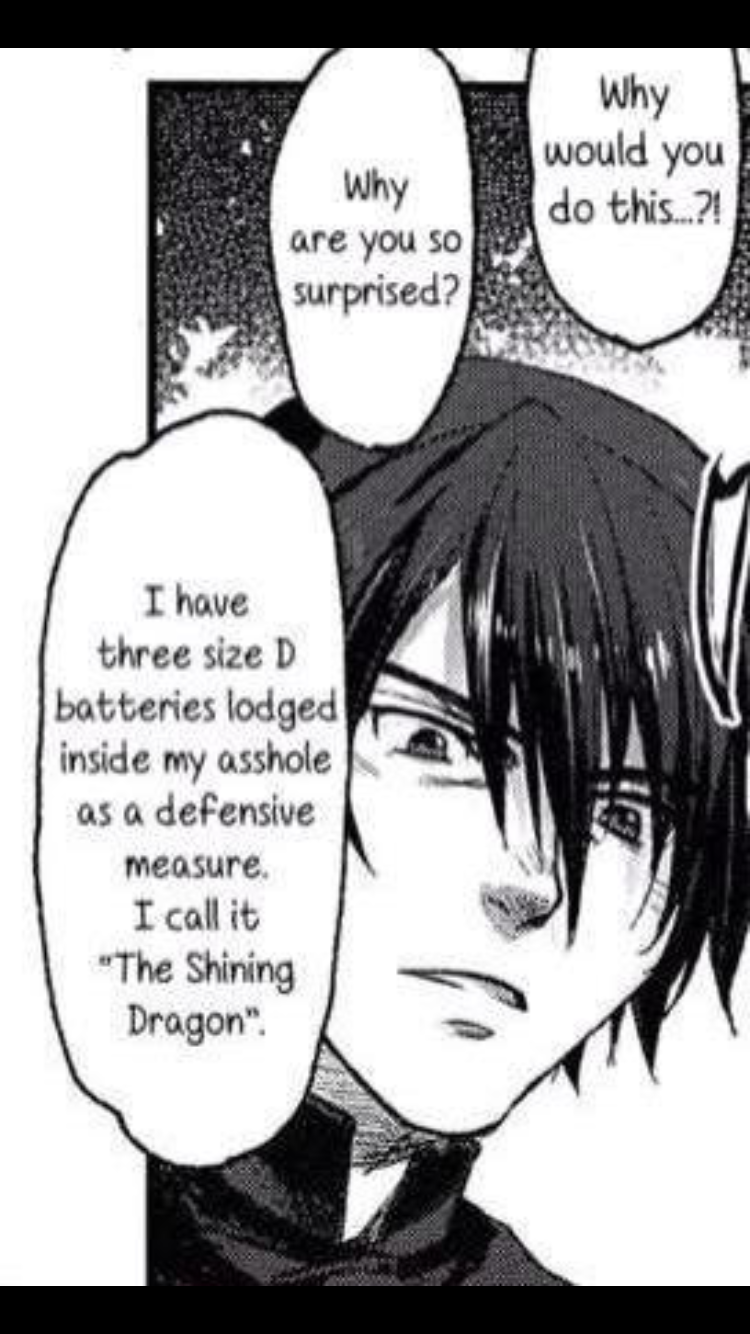 Why
would you
do this...?!
Why
are you so
surprised?
I have
three size D
batteries lodged
inside my asshole
as a defensive
measure.
I call it
"The Shining
Dragon".